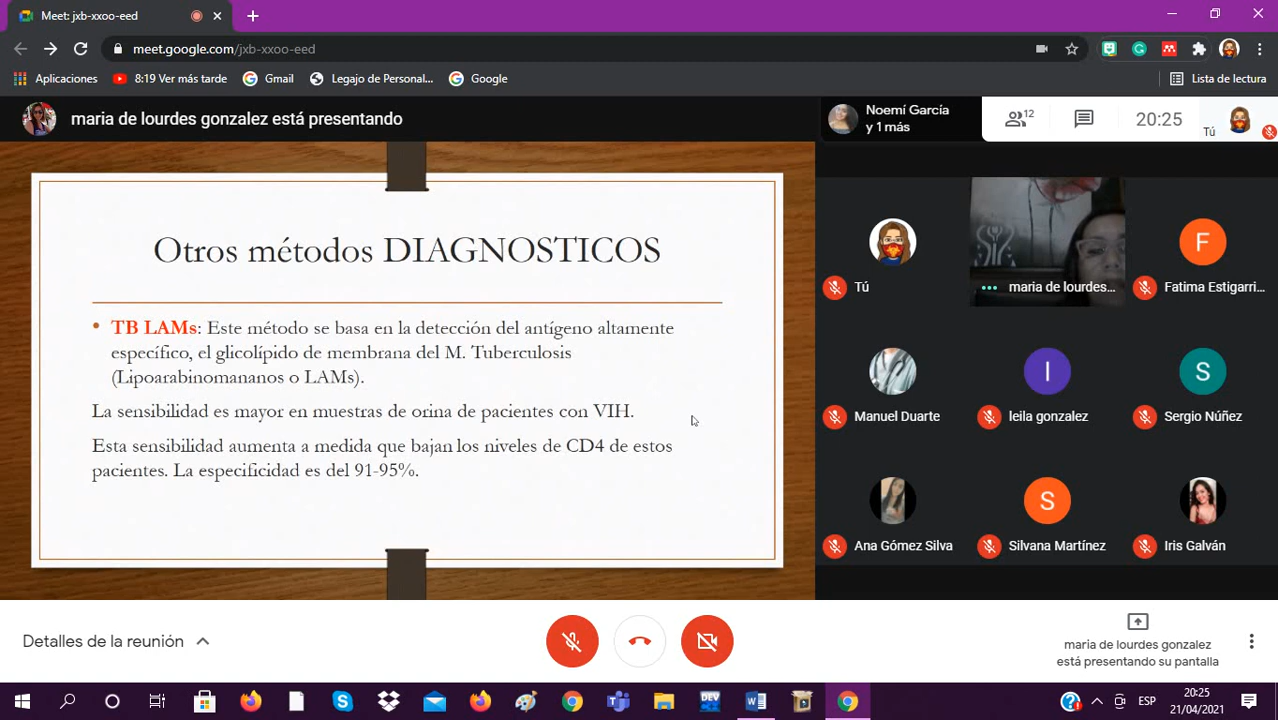 Meet: jxb-xxoo-eed
meet.google.com/jxb-xxoo-eed
Aplicaciones
8:19 Ver más tarde
Gmail
Legajo de Personal...
Google
Lista de lectura
maria de lourdes gonzalez está presentando
Noemí García
y 1 más
12
20:25
Tú
Otros métodos DIAGNOSTICOS
• TB LAMs: Este método se basa en la detección del antígeno altamente
específico, el glicolípido de membrana del M. Tuberculosis
(Lipoarabinomananos o LAMs).
La sensibilidad es mayor en muestras de orina de pacientes con VIH.
Esta sensibilidad aumenta a medida que bajan los niveles de CD4 de estos
pacientes. La especificidad es del 91-95%.
Tú
maria de lourdes...
F
Fatima Estigarri...
Manuel Duarte
I
leila gonzalez
S
Sergio Núñez
Ana Gómez Silva
S
Silvana Martínez
Iris Galván
Detalles de la reunión
maria de lourdes gonzalez
está presentando su pantalla
DEV
ESP
20:25
21/04/2021